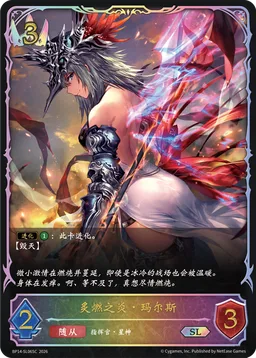 3
进化 1：此卡进化。
【毁灭】
微小激情在燃烧并蔓延，即使是冰冷的战场也会被温暖。
身体在发痒。啊、等不及了，真想尽情燃烧。
炎燃之炎·玛尔斯
2
随从
指挥官·星神
SL
3
BP14-SL06SC 2026
© Cygames, Inc. Published by NetEase Games